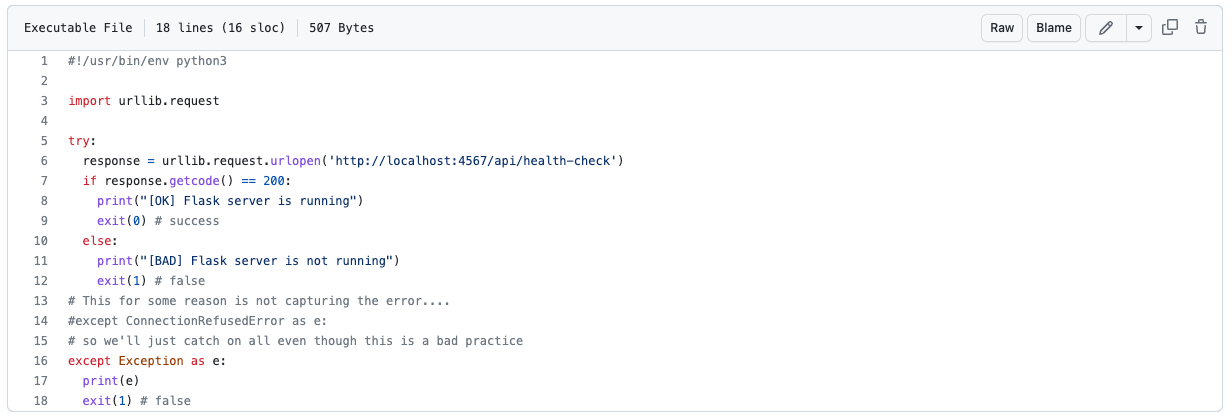 Executable File 18 lines (16 sloc) 507 Bytes Raw Blame
1 #!/usr/bin/env python3
2
3 import urllib.request
4
5 try:
6   response = urllib.request.urlopen('http://localhost:4567/api/health-check')
7   if response.getcode() == 200:
8     print("[OK] Flask server is running")
9     exit(0) # success
10   else:
11     print("[BAD] Flask server is not running")
12     exit(1) # false
13 # This for some reason is not capturing the error....
14 #except ConnectionRefusedError as e:
15 # so we'll just catch on all even though this is a bad practice
16 except Exception as e:
17   print(e)
18   exit(1) # false